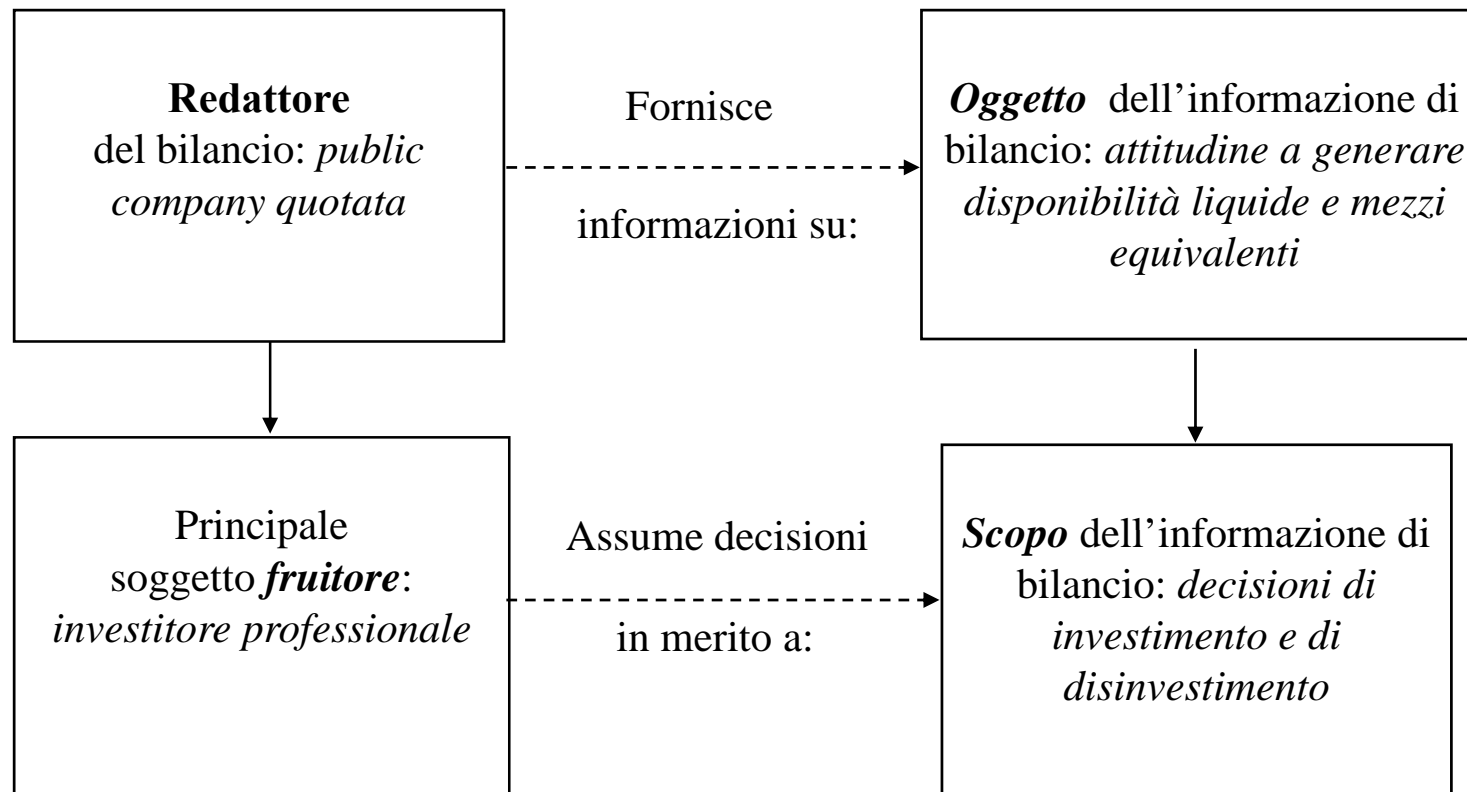 Redattore
del bilancio: public
company quotata
Fornisce
informazioni su:
Oggetto dell’informazione di
bilancio: attitudine a generare
disponibilità liquide e mezzi
equivalenti
Principale
soggetto fruitore:
investitore professionale
Assume decisioni
in merito a:
Scopo dell’informazione di
bilancio: decisioni di
investimento e di
disinvestimento